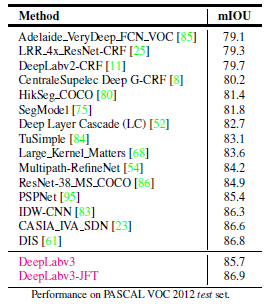 Method mIOU
Adelaide_VeryDeep_FCN_VOC [85] 79.1
LRR_4x_ResNet-CRF [25] 79.3
DeepLabv2-CRF [11] 79.7
CentraleSupelec Deep G-CRF [8] 80.2
HikSeg_COCO [80] 81.4
SegModel [75] 81.8
Deep Layer Cascade (LC) [52] 82.7
TuSimple [84] 83.1
Large_Kernel_Matters [68] 83.6
Multipath-RefineNet [54] 84.2
ResNet-38_MS_COCO [86] 84.9
PSPNet [95] 85.4
IDW-CNN [83] 86.3
CASIA_IVA_SDN [23] 86.6
DIS [61] 86.8
DeepLabv3 85.7
DeepLabv3-JFT 86.9
Performance on PASCAL VOC 2012 test set.